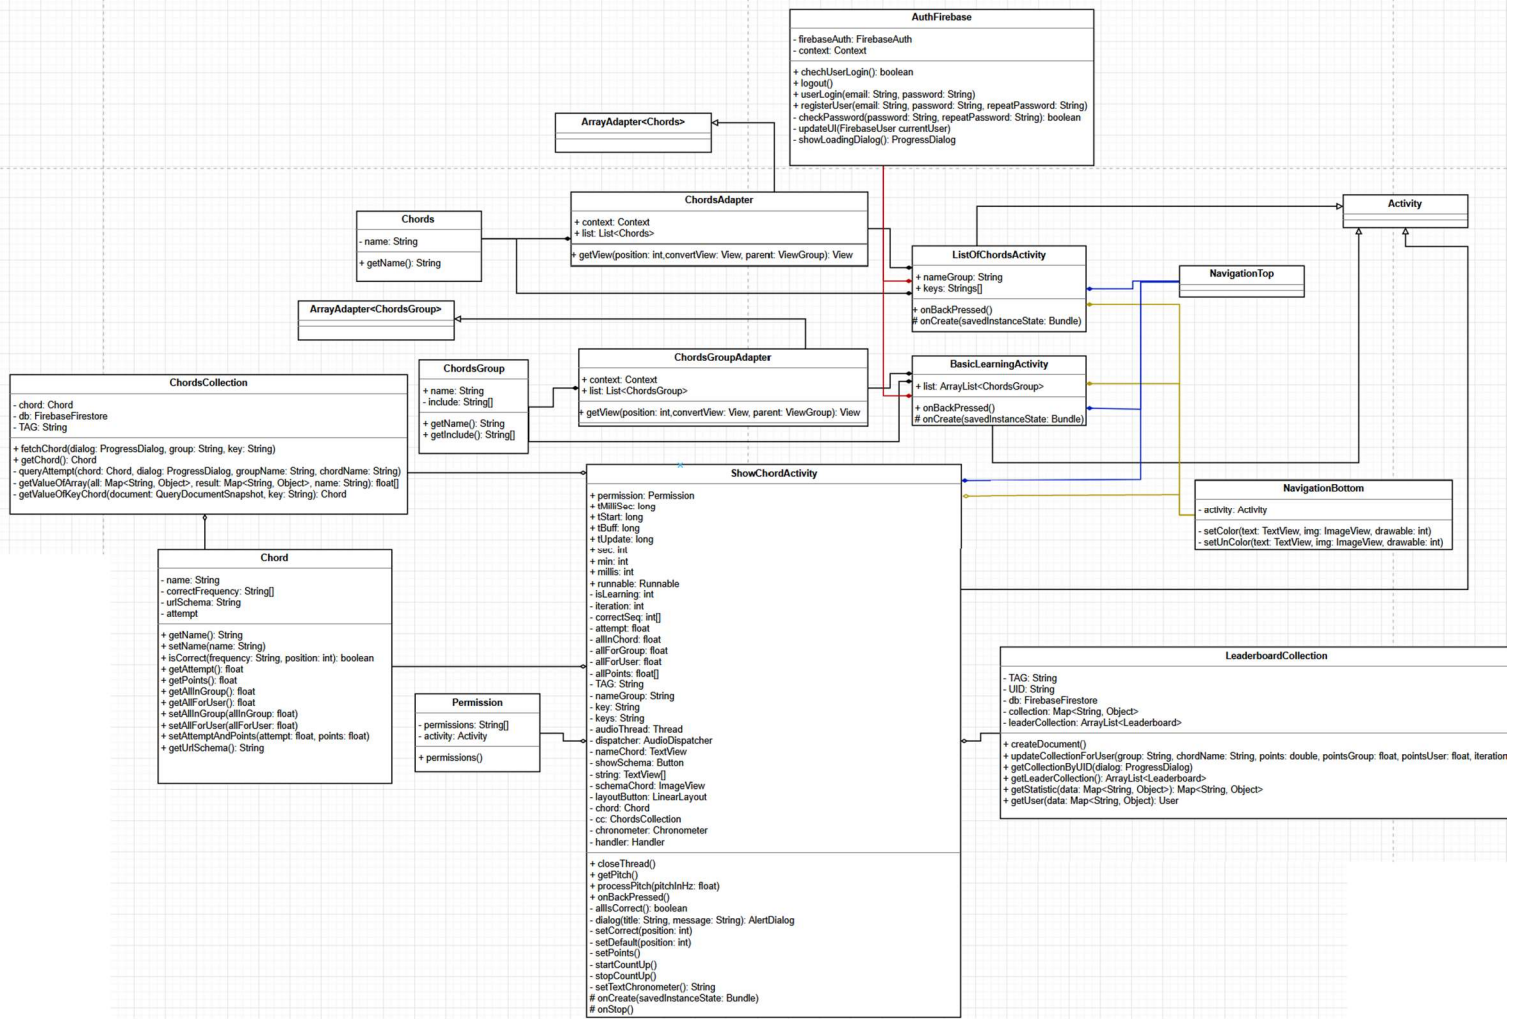 AuthFirebase
- firebaseAuth: FirebaseAuth
- context: Context
+ chechUserLogin(): boolean
+ logout()
+ userLogin(email: String, password: String)
+ registerUser(email: String, password: String, repeatPassword: String)
- checkPassword(password: String, repeatPassword: String): boolean
- updateUI(FirebaseUser currentUser)
- showLoadingDialog(): ProgressDialog
ArrayAdapter<Chords>
ChordsAdapter
+ context: Context
+ list: List<Chords>
+ getView(position: int,convertView: View, parent: ViewGroup): View
Chords
- name: String
+ getName(): String
Activity
ListOfChordsActivity
+ nameGroup: String
+ keys: Strings[]
+ onBackPressed()
# onCreate(savedInstanceState: Bundle)
NavigationTop
ArrayAdapter<ChordsGroup>
ChordsGroupAdapter
+ context: Context
+ list: List<ChordsGroup>
+ getView(position: int,convertView: View, parent: ViewGroup): View
ChordsGroup
+ name: String
- include: String[]
+ getName(): String
+ getInclude(): String[]
BasicLearningActivity
+ list: ArrayList<ChordsGroup>
+ onBackPressed()
# onCreate(savedInstanceState: Bundle)
ChordsCollection
- chord: Chord
- db: FirebaseFirestore
- TAG: String
+ fetchChord(dialog: ProgressDialog, group: String, key: String)
+ getChord(): Chord
- queryAttempt(chord: Chord, dialog: ProgressDialog, groupName: String, chordName: String)
- getValueOfArray(all: Map<String, Object>, result: Map<String, Object>, name: String): float[]
- getValueOfKeyChord(document: QueryDocumentSnapshot, key: String): Chord
NavigationBottom
- activity: Activity
- setColor(text: TextView, img: ImageView, drawable: int)
- setUnColor(text: TextView, img: ImageView, drawable: int)
ShowChordActivity
+ permission: Permission
+ tMilliSec: long
+ tStart: long
+ tBuff: long
+ tUpdate: long
+ sec: int
+ min: int
+ millis: int
+ runnable: Runnable
- isLearning: int
- iteration: int
- correctSeq: int[]
- attempt: float
- allInChord: float
- allForGroup: float
- allForUser: float
- allPoints: float[]
- TAG: String
- nameGroup: String
- key: String
- keys: String
- audioThread: Thread
- dispatcher: AudioDispatcher
- nameChord: TextView
- showSchema: Button
- string: TextView[]
- schemaChord: ImageView
- layoutButton: LinearLayout
- chord: Chord
- cc: ChordsCollection
- chronometer: Chronometer
- handler: Handler
+ closeThread()
+ getPitch()
+ processPitch(pitchInHz: float)
+ onBackPressed()
- allIsCorrect(): boolean
- dialog(title: String, message: String): AlertDialog
- setCorrect(position: int)
- setDefault(position: int)
- setPoints()
- startCountUp()
- stopCountUp()
- setTextChronometer(): String
# onCreate(savedInstanceState: Bundle)
# onStop()
Chord
- name: String
- correctFrequency: String[]
- urlSchema: String
- attempt
+ getName(): String
+ setName(name: String)
+ isCorrect(frequency: String, position: int): boolean
+ getAttempt(): float
+ getPoints(): float
+ getAllInGroup(): float
+ getAllForUser(): float
+ setAllInGroup(allInGroup: float)
+ setAllForUser(allForUser: float)
+ setAttemptAndPoints(attempt: float, points: float)
+ getUrlSchema(): String
Permission
- permissions: String[]
- activity: Activity
+ permissions()
LeaderboardCollection
- TAG: String
- UID: String
- db: FirebaseFirestore
- collection: Map<String, Object>
- leaderCollection: ArrayList<Leaderboard>
+ createDocument()
+ updateCollectionForUser(group: String, chordName: String, points: double, pointsGroup: float, pointsUser: float, iteration
+ getCollectionByUID(dialog: ProgressDialog)
+ getLeaderCollection(): ArrayList<Leaderboard>
+ getStatistic(data: Map<String, Object>): Map<String, Object>
+ getUser(data: Map<String, Object): User